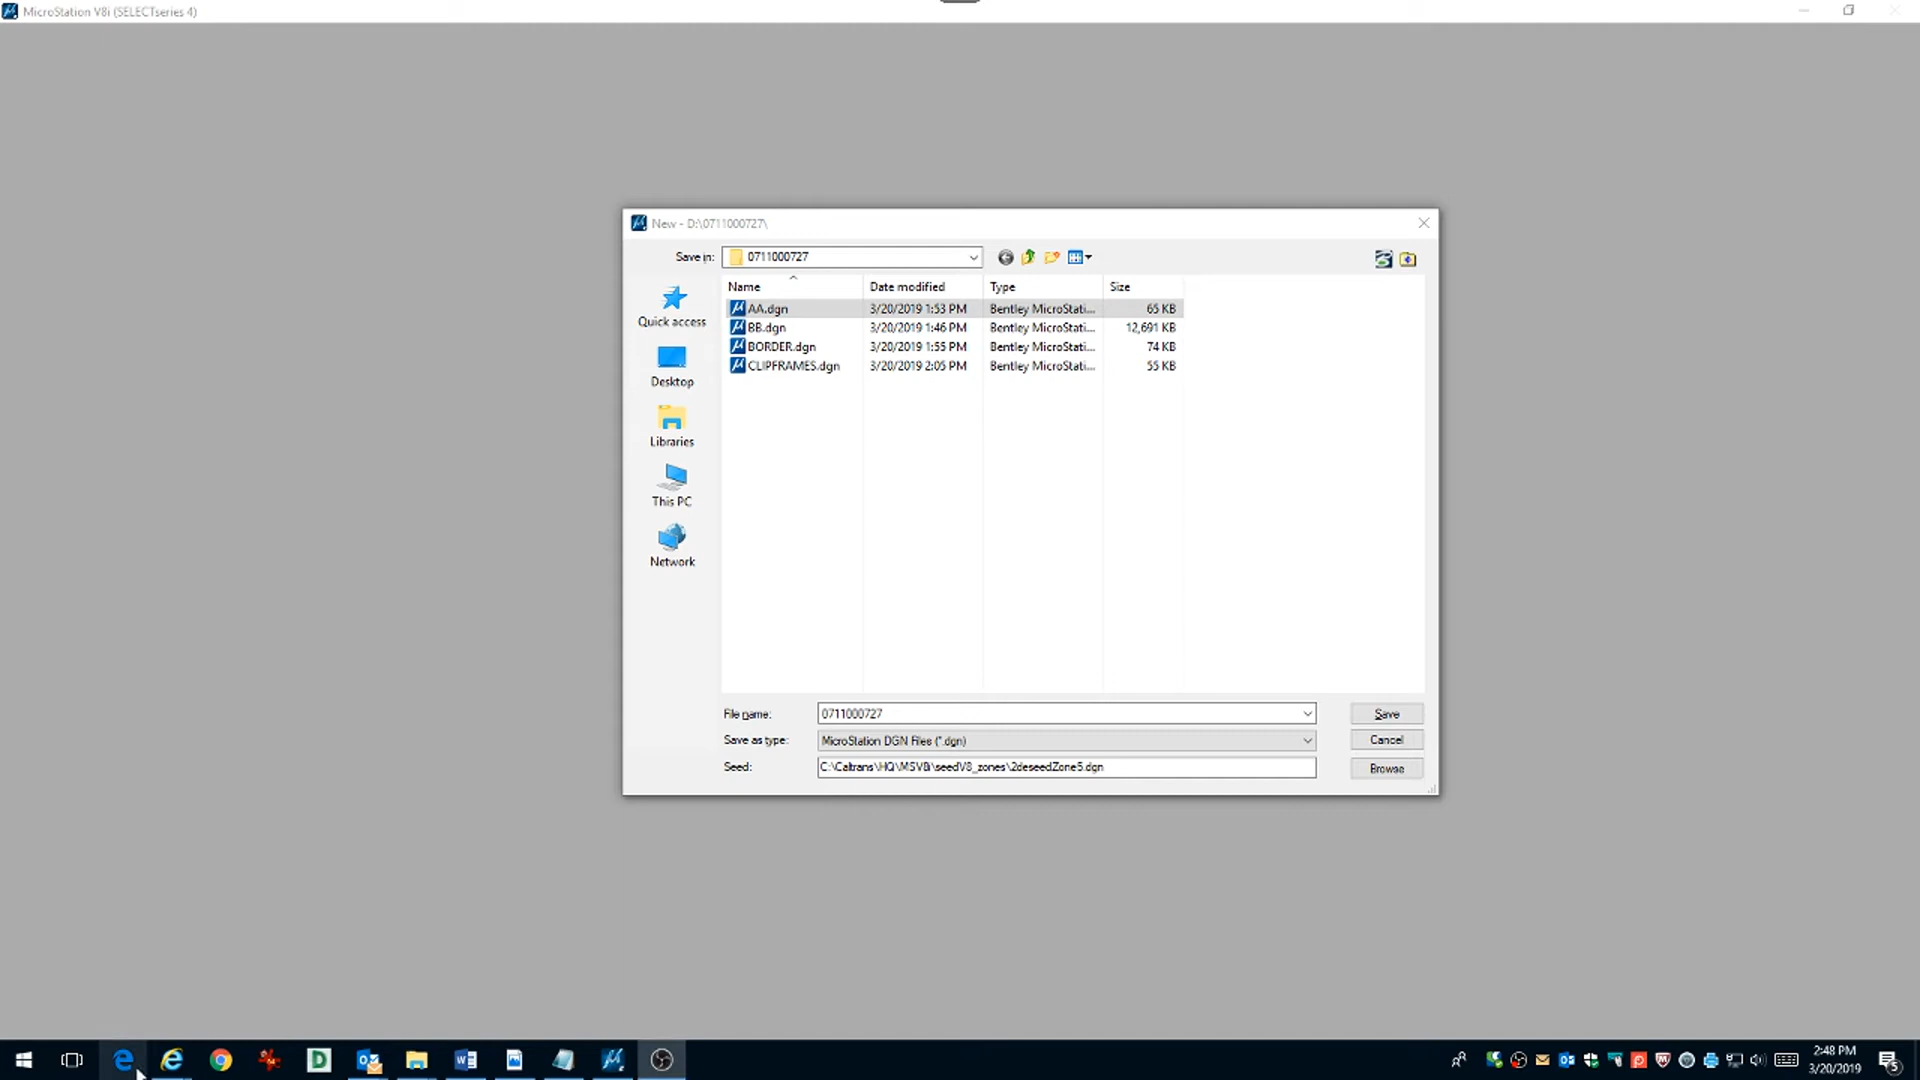 MicroStation V8i (SELECTseries 4)
New - D:\0711000727\
Save in: 0711000727
Name Date modified Type Size
AA.dgn 3/20/2019 1:53 PM Bentley MicroStati... 65 KB
BB.dgn 3/20/2019 1:46 PM Bentley MicroStati... 12,691 KB
BORDER.dgn 3/20/2019 1:55 PM Bentley MicroStati... 74 KB
CLIPFRAMES.dgn 3/20/2019 2:05 PM Bentley MicroStati... 55 KB
Quick access
Desktop
Libraries
This PC
Network
File name: 0711000727 Save
Save as type: MicroStation DGN Files (*.dgn) Cancel
Seed: C:\Caltrans\HQ\MSV8i\seedV8_zones\2deseedZone5.dgn Browse
2:48 PM
3/20/2019
5